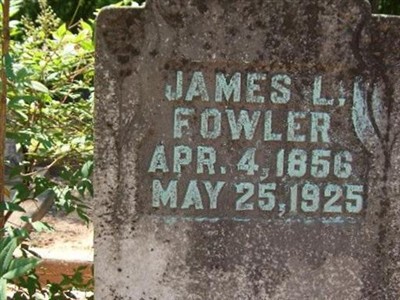 JAMES L.
FOWLER
APR. 4, 1856
MAY 25, 1925